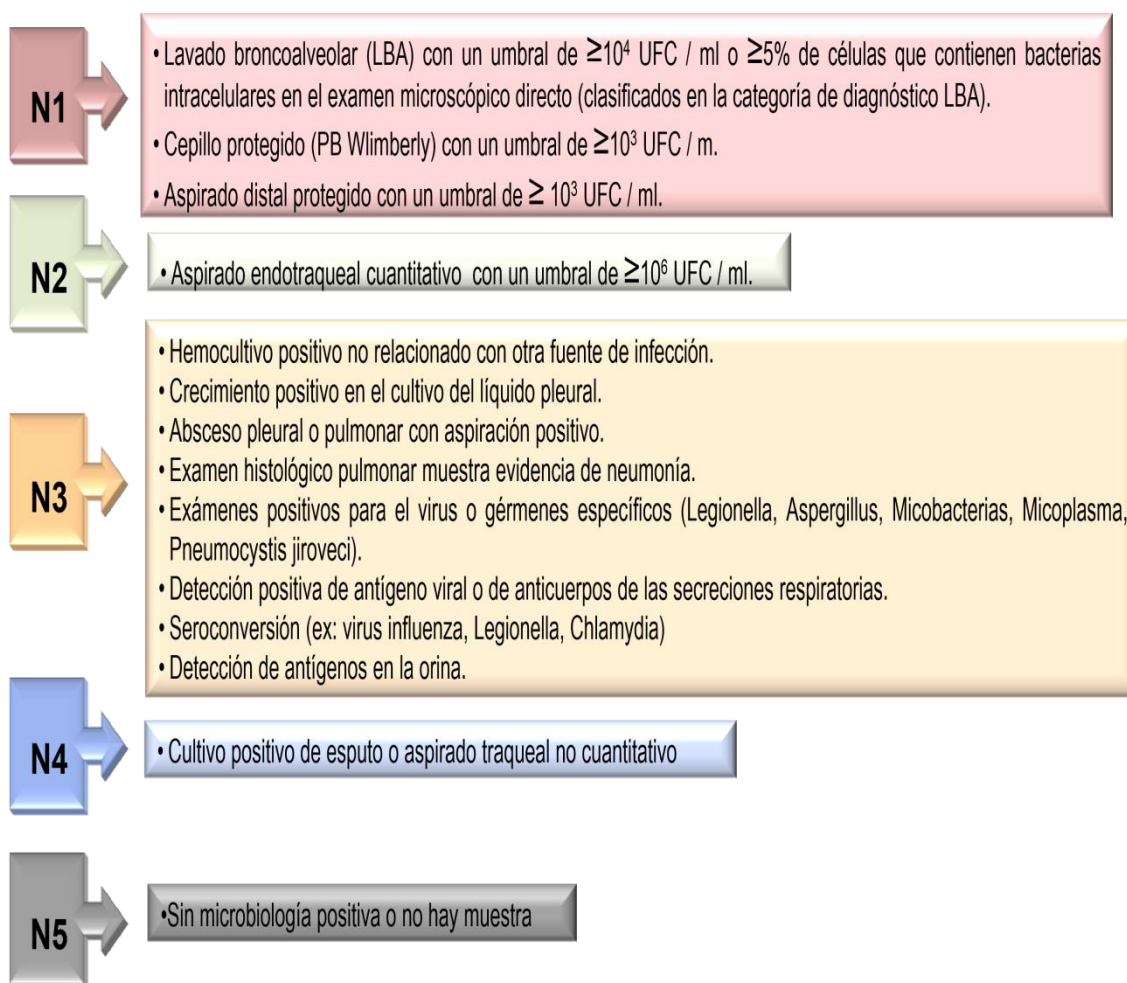 N1
• Lavado broncoalveolar (LBA) con un umbral de ≥10⁴ UFC / ml o ≥5% de células que contienen bacterias
intracelulares en el examen microscópico directo (clasificados en la categoría de diagnóstico LBA).
• Cepillo protegido (PB Wlimberly) con un umbral de ≥10³ UFC / m.
• Aspirado distal protegido con un umbral de ≥ 10³ UFC / ml.
N2
• Aspirado endotraqueal cuantitativo con un umbral de ≥10⁶ UFC / ml.
N3
• Hemocultivo positivo no relacionado con otra fuente de infección.
• Crecimiento positivo en el cultivo del líquido pleural.
• Absceso pleural o pulmonar con aspiración positivo.
• Examen histológico pulmonar muestra evidencia de neumonía.
• Exámenes positivos para el virus o gérmenes específicos (Legionella, Aspergillus, Micobacterias, Micoplasma,
Pneumocystis jiroveci).
• Detección positiva de antígeno viral o de anticuerpos de las secreciones respiratorias.
• Seroconversión (ex: virus influenza, Legionella, Chlamydia)
• Detección de antígenos en la orina.
N4
• Cultivo positivo de esputo o aspirado traqueal no cuantitativo
N5
•Sin microbiología positiva o no hay muestra